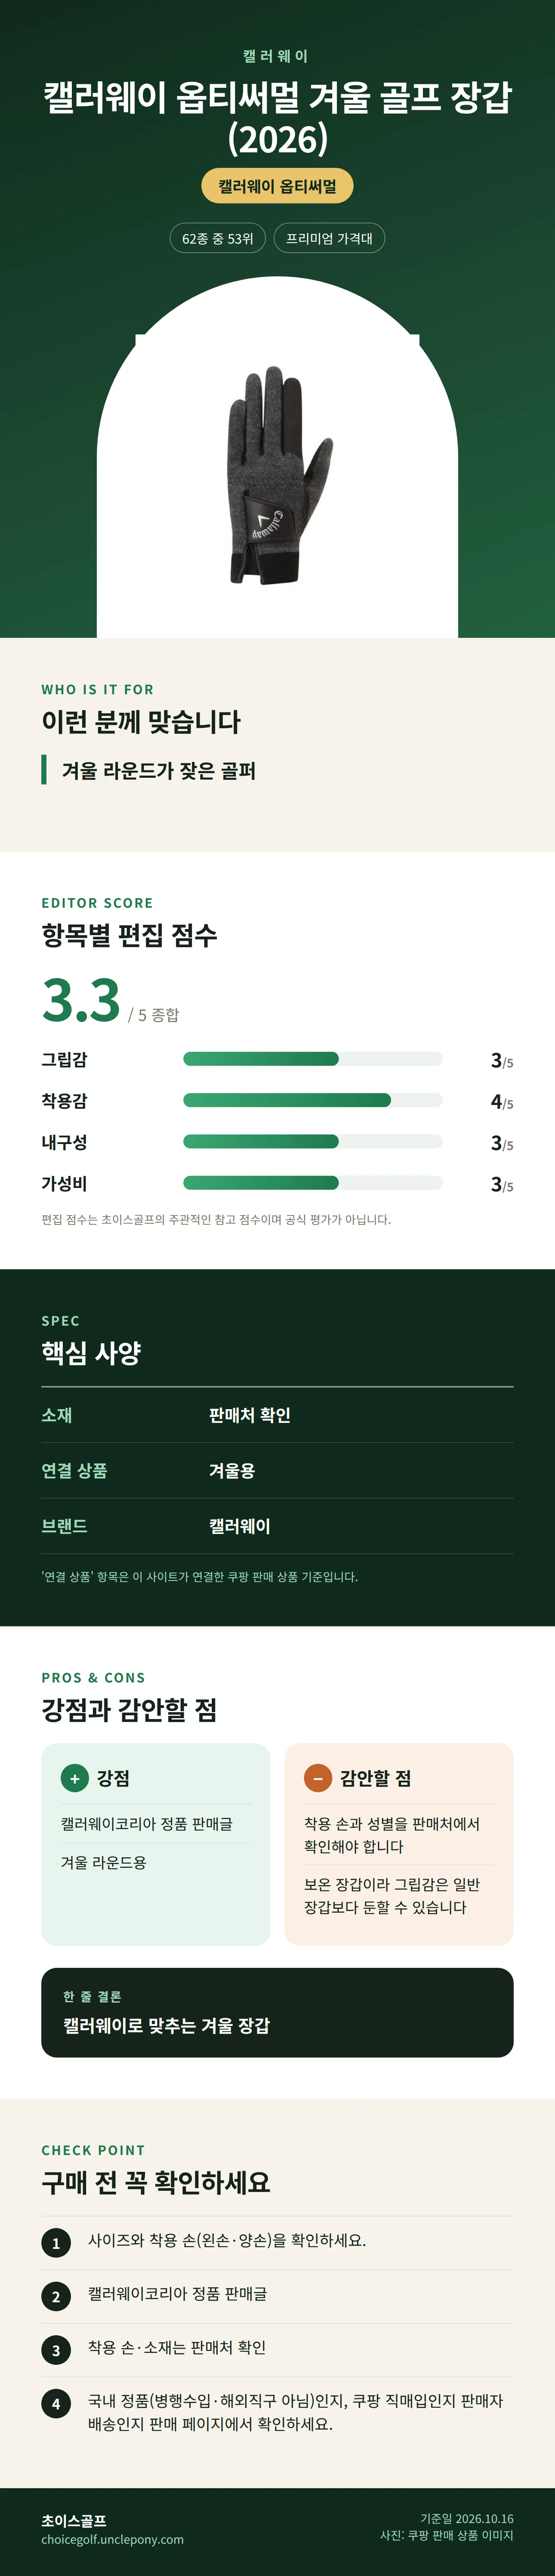 캘러웨이
캘러웨이 옵티써멀 겨울 골프 장갑
(2026)
캘러웨이 옵티써멀
62종 중 53위
프리미엄 가격대
Callaway
WHO IS IT FOR
이런 분께 맞습니다
겨울 라운드가 잦은 골퍼
EDITOR SCORE
항목별 편집 점수
3.3 / 5 종합
그립감 3/5
착용감 4/5
내구성 3/5
가성비 3/5
편집 점수는 초이스골프의 주관적인 참고 점수이며 공식 평가가 아닙니다.
SPEC
핵심 사양
소재 판매처 확인
연결 상품 겨울용
브랜드 캘러웨이
'연결 상품' 항목은 이 사이트가 연결한 쿠팡 판매 상품 기준입니다.
PROS & CONS
강점과 감안할 점
+ 강점
캘러웨이코리아 정품 판매글
겨울 라운드용
− 감안할 점
착용 손과 성별을 판매처에서
확인해야 합니다
보온 장갑이라 그립감은 일반
장갑보다 둔할 수 있습니다
한 줄 결론
캘러웨이로 맞추는 겨울 장갑
CHECK POINT
구매 전 꼭 확인하세요
1 사이즈와 착용 손(왼손·양손)을 확인하세요.
2 캘러웨이코리아 정품 판매글
3 착용 손·소재는 판매처 확인
4 국내 정품(병행수입·해외직구 아님)인지, 쿠팡 직매입인지 판매자
배송인지 판매 페이지에서 확인하세요.
초이스골프
choicegolf.unclepony.com
기준일 2026.10.16
사진: 쿠팡 판매 상품 이미지